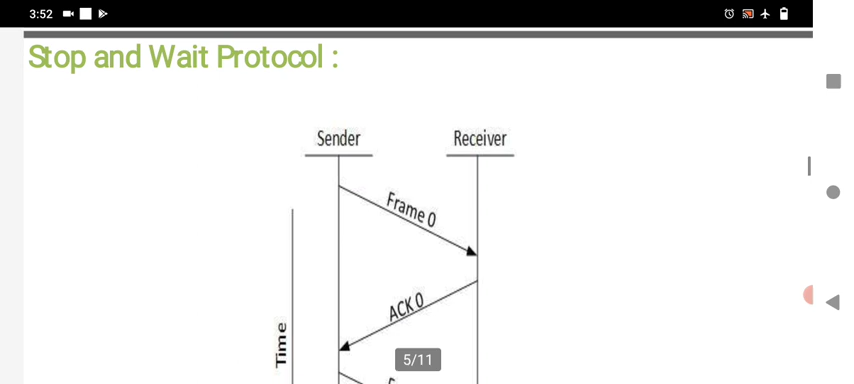 3:52
Stop and Wait Protocol :
Sender Receiver
Frame 0
ACK 0
Time
5/11